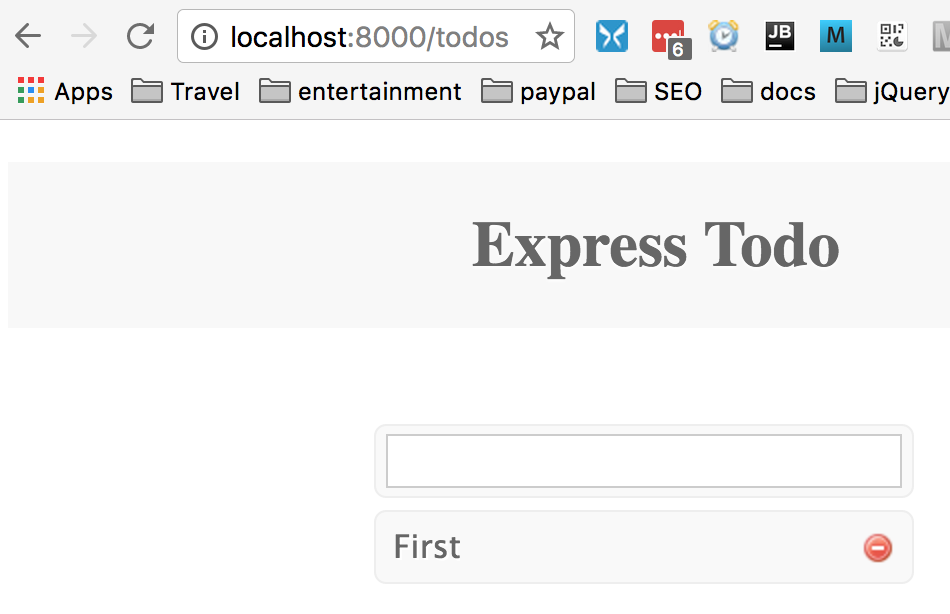 localhost:8000/todos
6
JB
M
Apps Travel entertainment paypal SEO docs jQuery
Express Todo
First